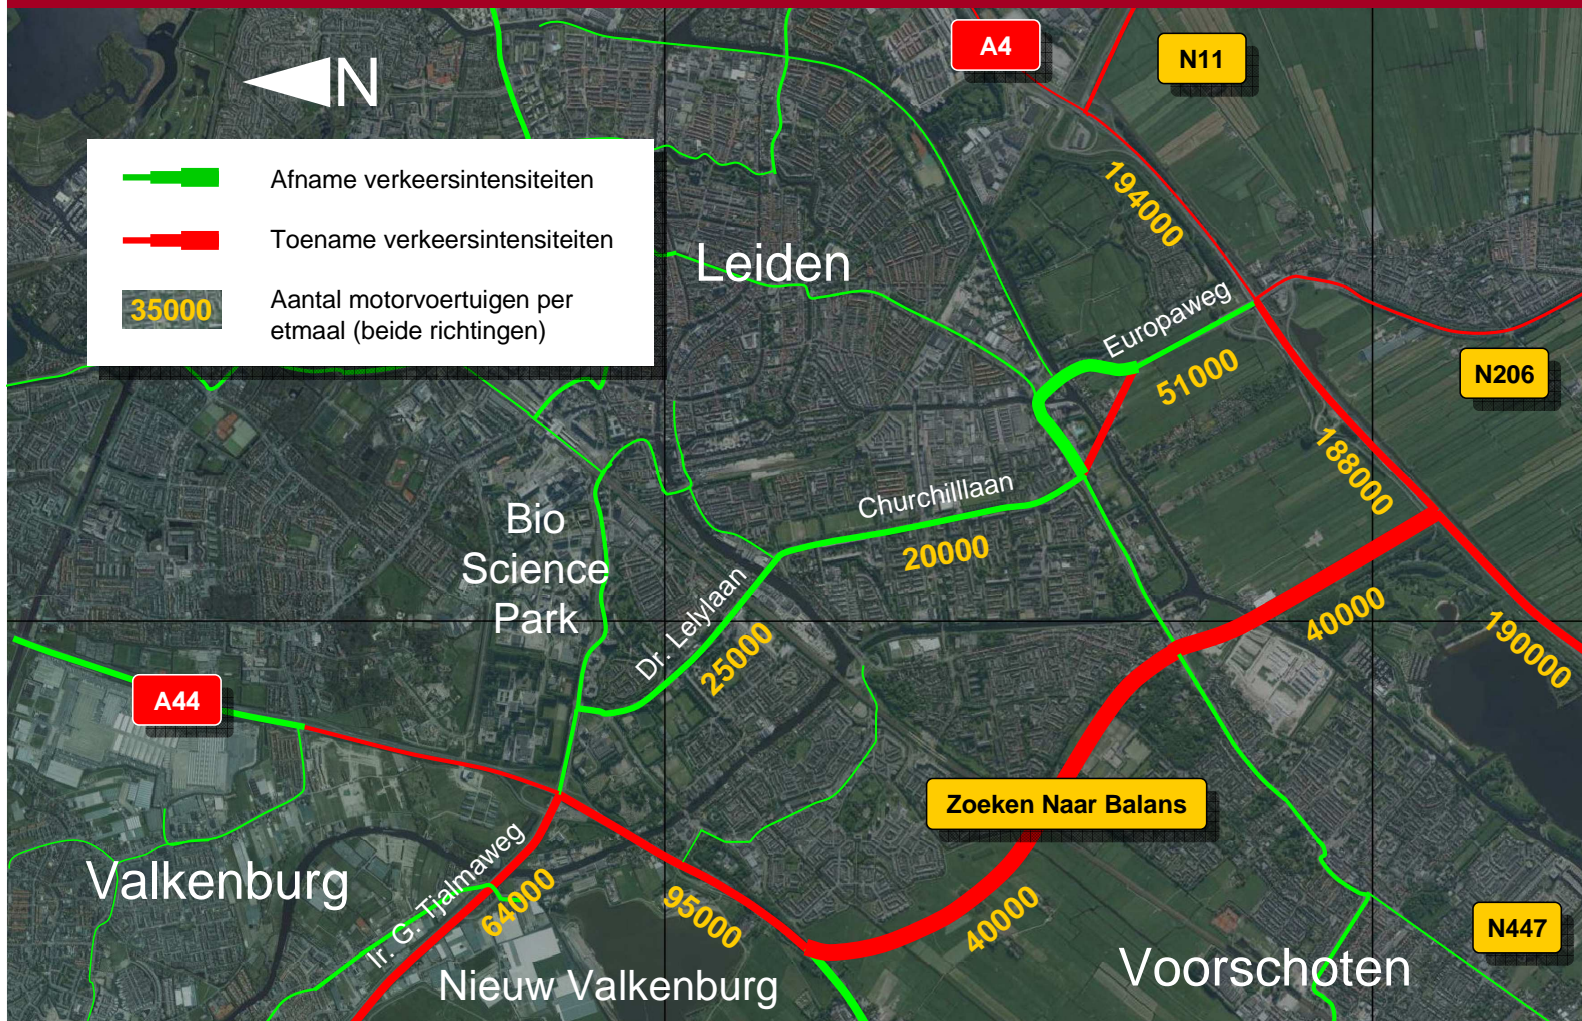 A4
N11
N
Afname verkeersintensiteiten
Toename verkeersintensiteiten
35000
Aantal motorvoertuigen per
etmaal (beide richtingen)
194000
Leiden
Europaweg
51000
N206
188000
Churchilllaan
20000
Bio
Science
Park
Dr. Lelylaan
25000
40000
190000
A44
Zoeken Naar Balans
Valkenburg
Ir. G. Tjalmaweg
64000
95000
40000
N447
Voorschoten
Nieuw Valkenburg